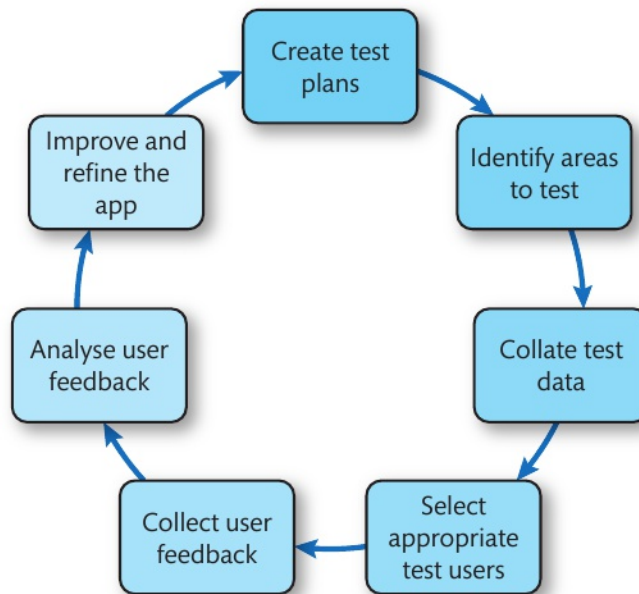 Create test
plans
Identify areas
to test
Collate test
data
Select
appropriate
test users
Collect user
feedback
Analyse user
feedback
Improve and
refine the
app